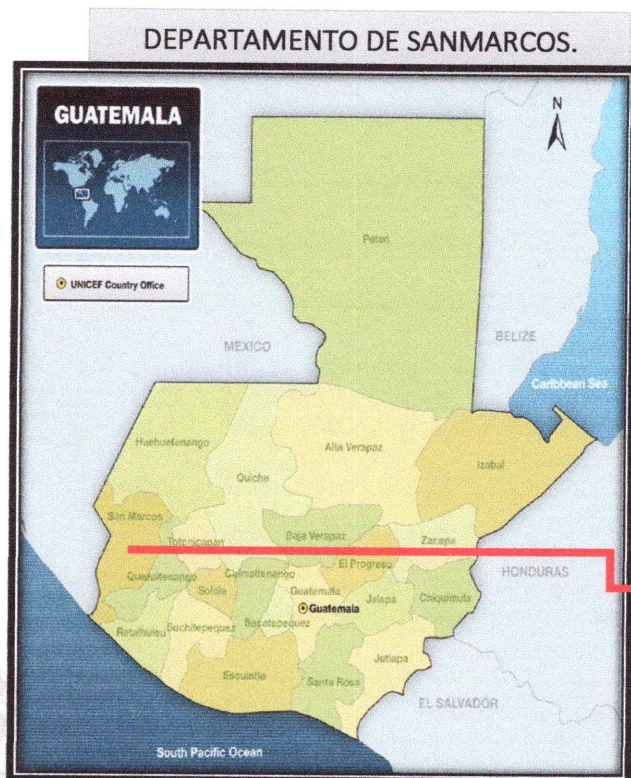 DEPARTAMENTO DE SANMARCOS.
GUATEMALA
N
UNICEF Country Office
Peten
MEXICO
BELIZE
Caribbean Sea
Huehuetenango
Alta Verapaz
Quiche
Izabal
San Marcos
Totonicapan
Baja Verapaz
Zacapa
Quezaltenango
Chimaltenango
El Progreso
HONDURAS
Solola
Guatemala
Jalapa
Chiquimula
Guatemala
Retalhuleu
Suchitepequez
Sacatepequez
Jutiapa
Escuintla
Santa Rosa
EL SALVADOR
South Pacific Ocean